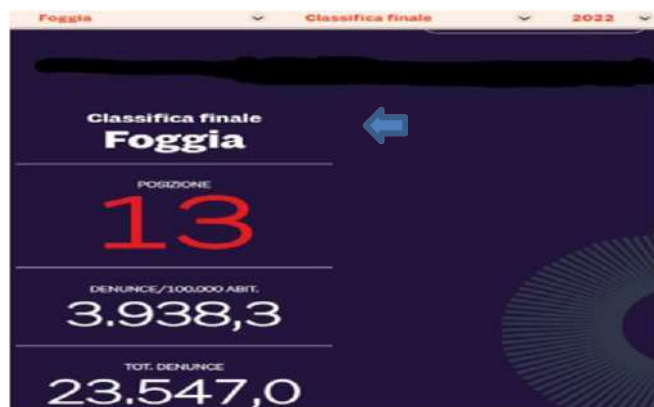 Foggia Classifica finale 2022
Classifica finale
Foggia
POSIZIONE
13
DENUNCE/100.000 ABIT.
3.938,3
TOT. DENUNCE
23.547,0